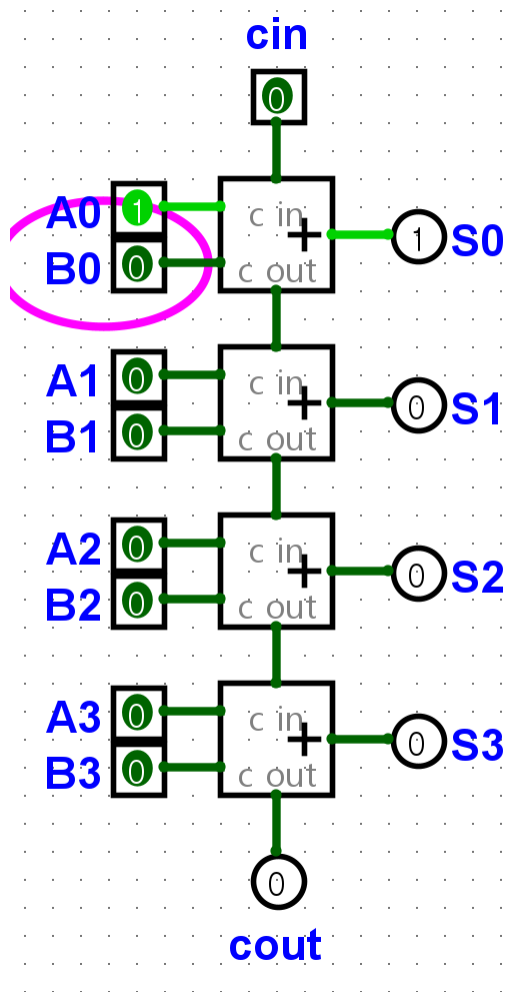 cin
0
A0 1 c in + 1 S0
B0 0 c out
A1 0 c in + 0 S1
B1 0 c out
A2 0 c in + 0 S2
B2 0 c out
A3 0 c in + 0 S3
B3 0 c out
0
cout